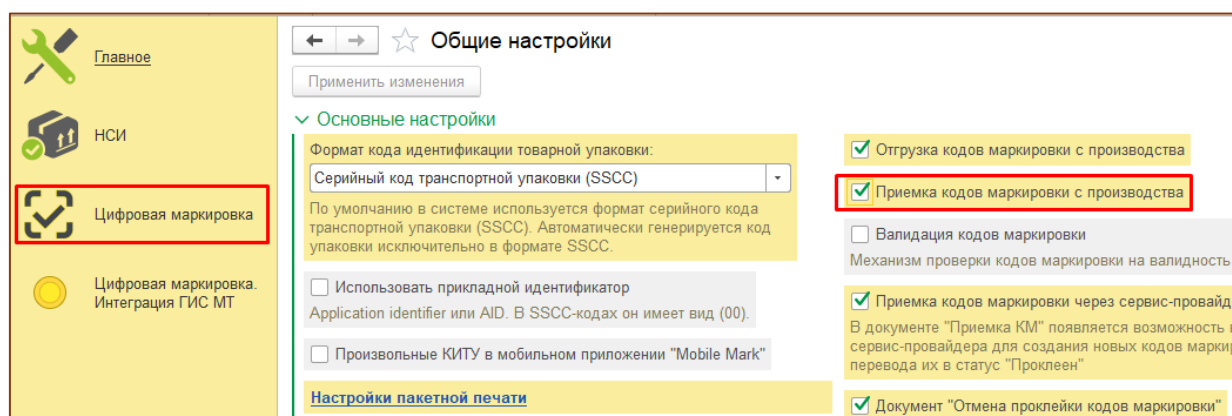 Главное
НСИ
Цифровая маркировка
Цифровая маркировка.
Интеграция ГИС МТ
Общие настройки
Применить изменения
Основные настройки
Формат кода идентификации товарной упаковки:
Серийный код транспортной упаковки (SSCC)
По умолчанию в системе используется формат серийного кода
транспортной упаковки (SSCC). Автоматически генерируется код
упаковки исключительно в формате SSCC.
Использовать прикладной идентификатор
Application identifier или AID. В SSCC-кодах он имеет вид (00).
Произвольные КИТУ в мобильном приложении "Mobile Mark"
Настройки пакетной печати
Отгрузка кодов маркировки с производства
Приемка кодов маркировки с производства
Валидация кодов маркировки
Механизм проверки кодов маркировки на валидность
Приемка кодов маркировки через сервис-провайд
В документе "Приемка КМ" появляется возможность
сервис-провайдера для создания новых кодов марки
перевода их в статус "Проклеен"
Документ "Отмена проклейки кодов маркировки"